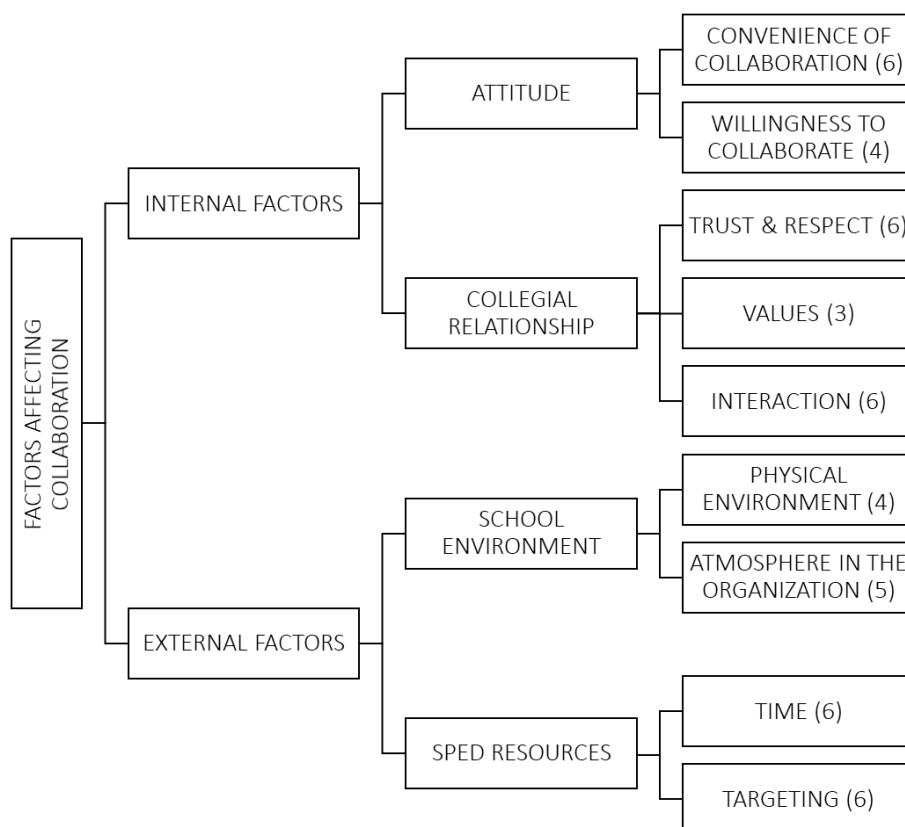 FACTORS AFFECTING
COLLABORATION
INTERNAL FACTORS
ATTITUDE
CONVENIENCE OF
COLLABORATION (6)
WILLINGNESS TO
COLLABORATE (4)
COLLEGIAL
RELATIONSHIP
TRUST & RESPECT (6)
VALUES (3)
INTERACTION (6)
EXTERNAL FACTORS
SCHOOL
ENVIRONMENT
PHYSICAL
ENVIRONMENT (4)
ATMOSPHERE IN THE
ORGANIZATION (5)
SPED RESOURCES
TIME (6)
TARGETING (6)